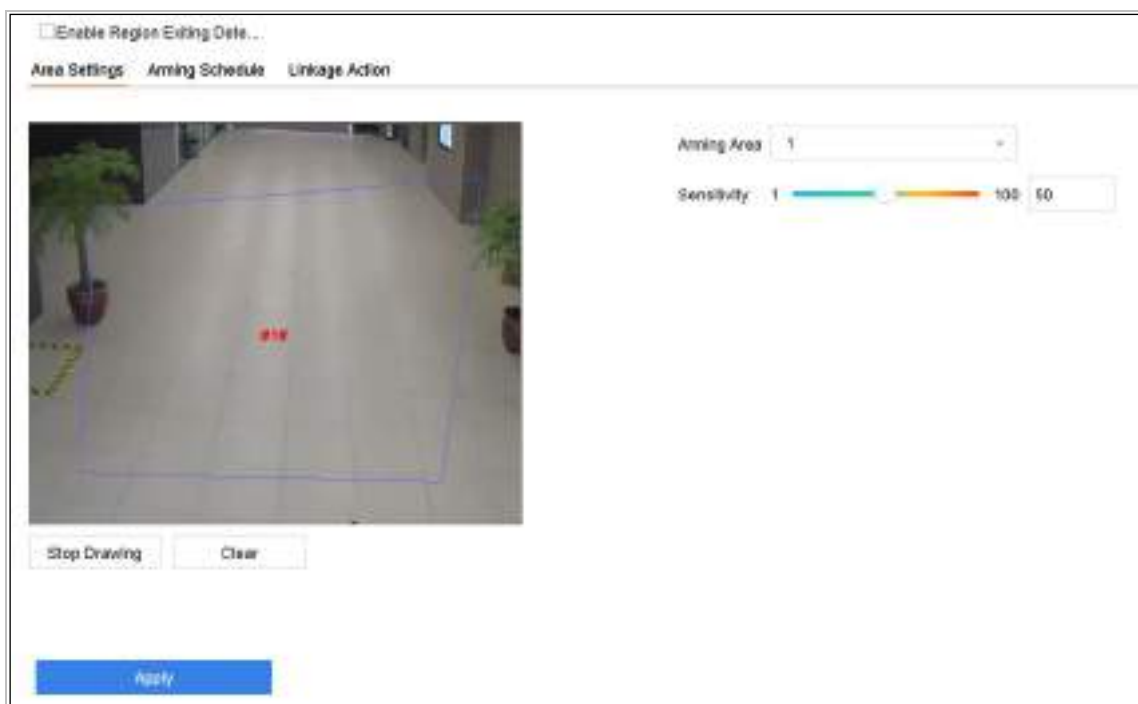 Enable Region Exiting Dete...
Area Settings Arming Schedule Linkage Action
Arming Area 1
Sensitivity 1 100 50
#1#
Stop Drawing Clear
Apply